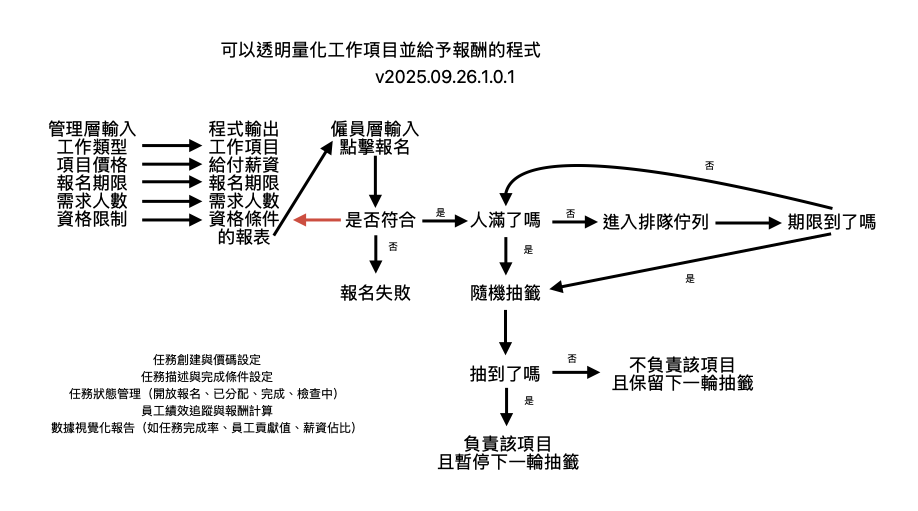 可以透明量化工作項目並給予報酬的程式
v2025.09.26.1.0.1
管理層輸入
工作類型
項目價格
報名期限
需求人數
資格限制
程式輸出
工作項目
給付薪資
報名期限
需求人數
資格條件
的報表
僱員層輸入
點擊報名
是否符合
是
否
報名失敗
人滿了嗎
否
是
進入排隊佇列
期限到了嗎
否
是
隨機抽籤
抽到了嗎
否
是
不負責該項目
且保留下一輪抽籤
負責該項目
且暫停下一輪抽籤
任務創建與價碼設定
任務描述與完成條件設定
任務狀態管理（開放報名、已分配、完成、檢查中）
員工績效追蹤與報酬計算
數據視覺化報告（如任務完成率、員工貢獻值、薪資佔比）